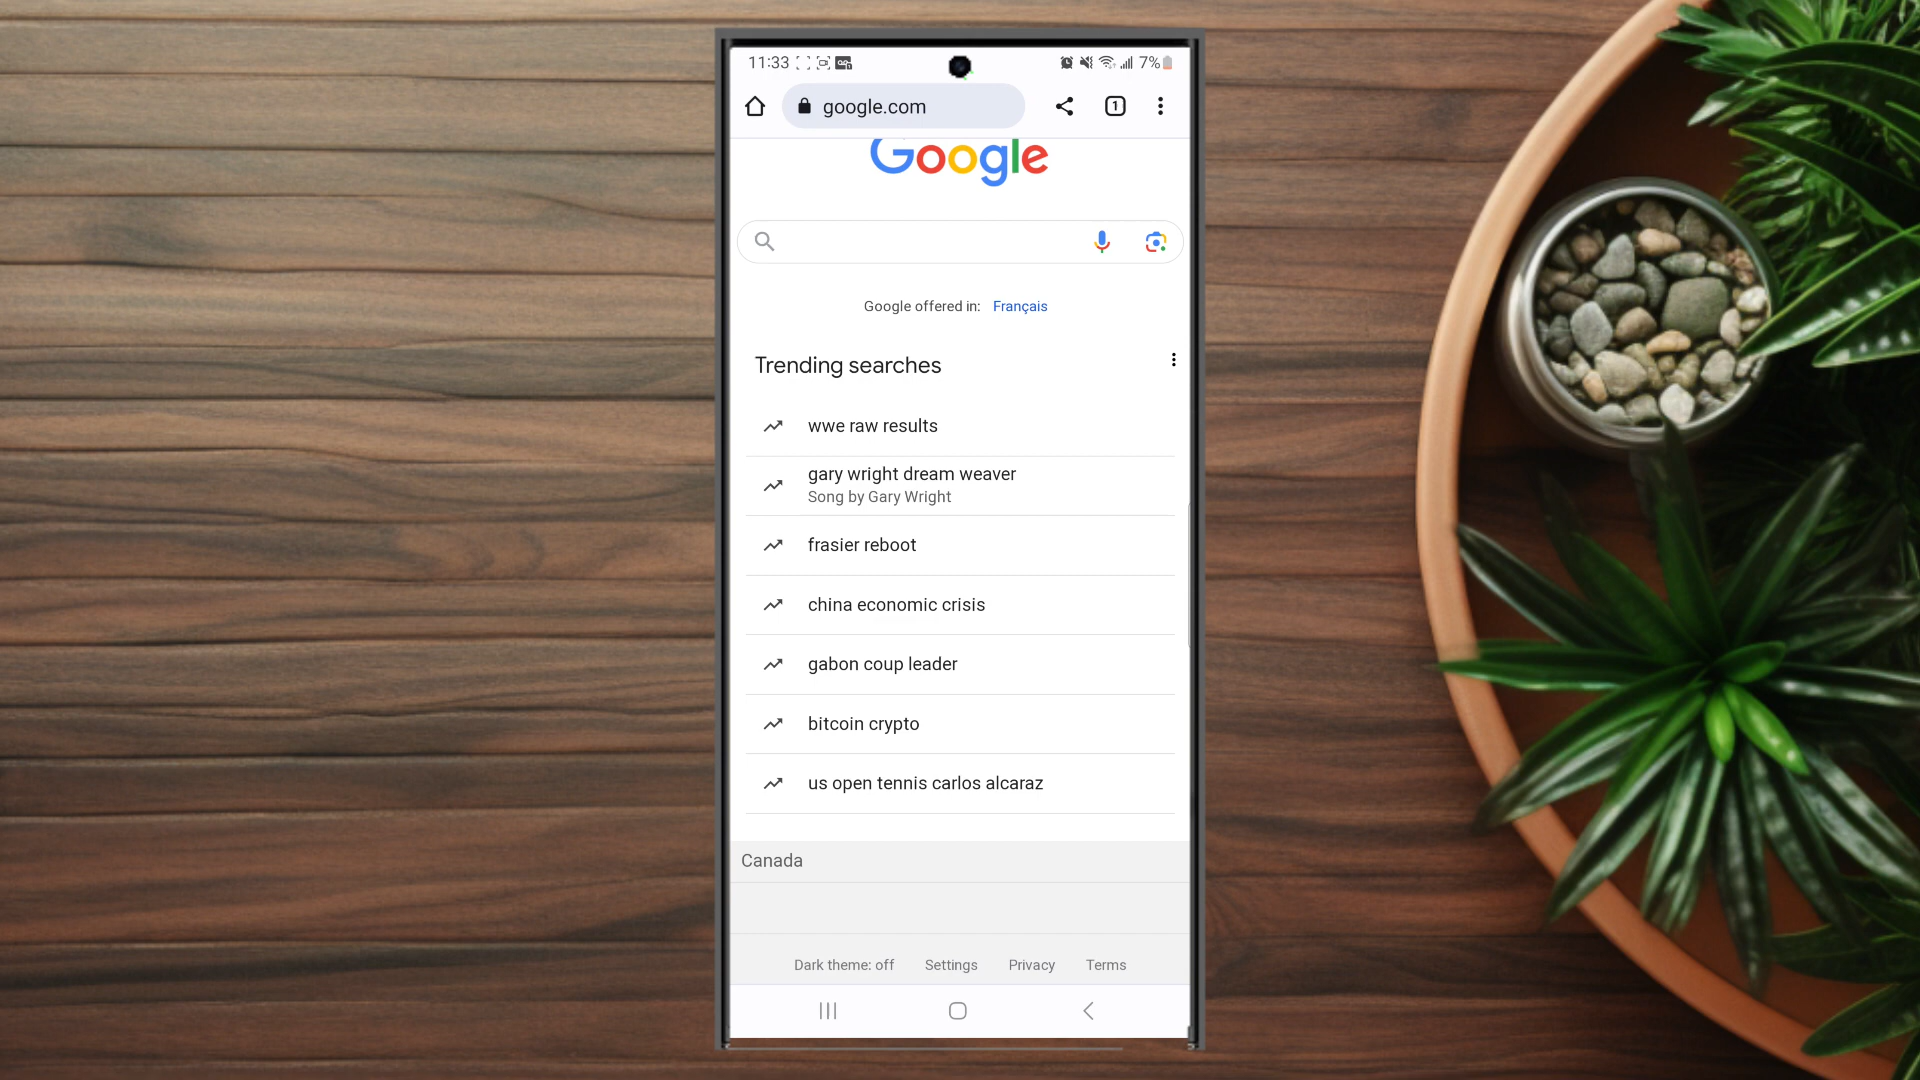 11:33
7%
google.com
1
Google
Google offered in: Français
Trending searches
wwe raw results
gary wright dream weaver
Song by Gary Wright
frasier reboot
china economic crisis
gabon coup leader
bitcoin crypto
us open tennis carlos alcaraz
Canada
Dark theme: off Settings Privacy Terms